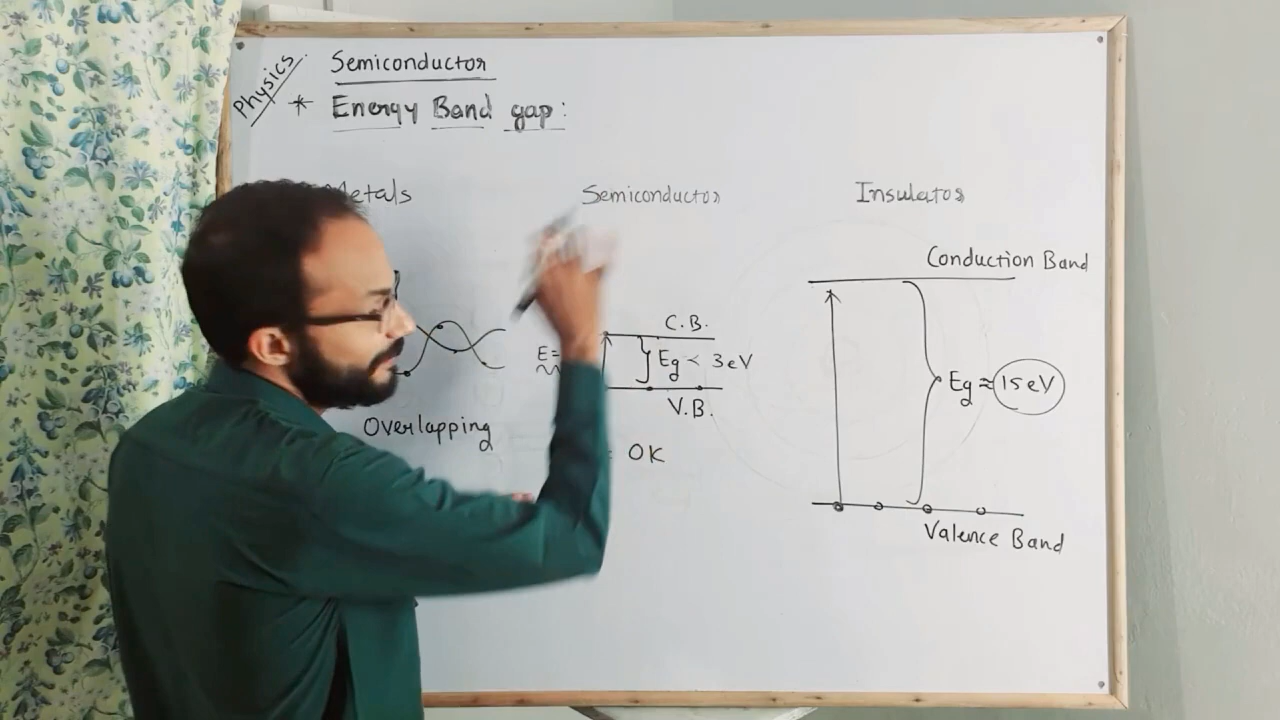 Physics:
Semiconductor
* Energy Band gap:
Metals
Semiconductor
Insulator
Conduction Band
C.B.
E=
Eg < 3eV
Eg ≈ 15eV
V.B.
Overlapping
= OK
Valence Band